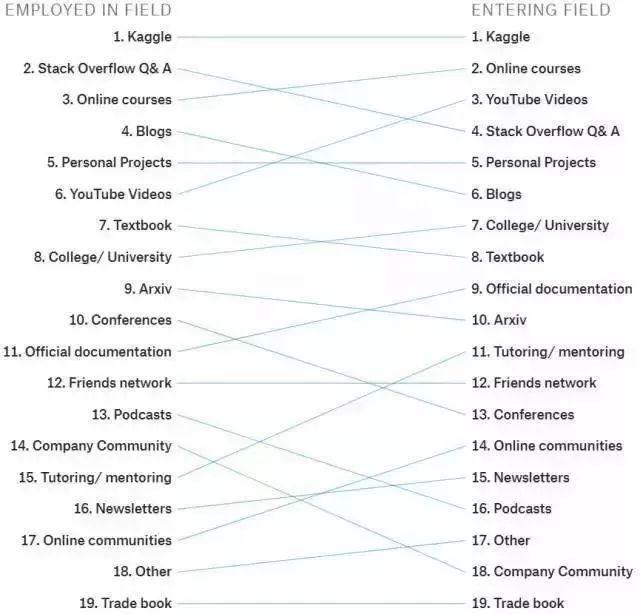 EMPLOYED IN FIELD
ENTERING FIELD
1. Kaggle
1. Kaggle
2. Stack Overflow Q& A
2. Online courses
3. Online courses
3. YouTube Videos
4. Blogs
4. Stack Overflow Q& A
5. Personal Projects
5. Personal Projects
6. YouTube Videos
6. Blogs
7. Textbook
7. College/ University
8. College/ University
8. Textbook
9. Arxiv
9. Official documentation
10. Conferences
10. Arxiv
11. Official documentation
11. Tutoring/ mentoring
12. Friends network
12. Friends network
13. Podcasts
13. Conferences
14. Company Community
14. Online communities
15. Tutoring/ mentoring
15. Newsletters
16. Newsletters
16. Podcasts
17. Online communities
17. Other
18. Other
18. Company Community
19. Trade book
19. Trade book